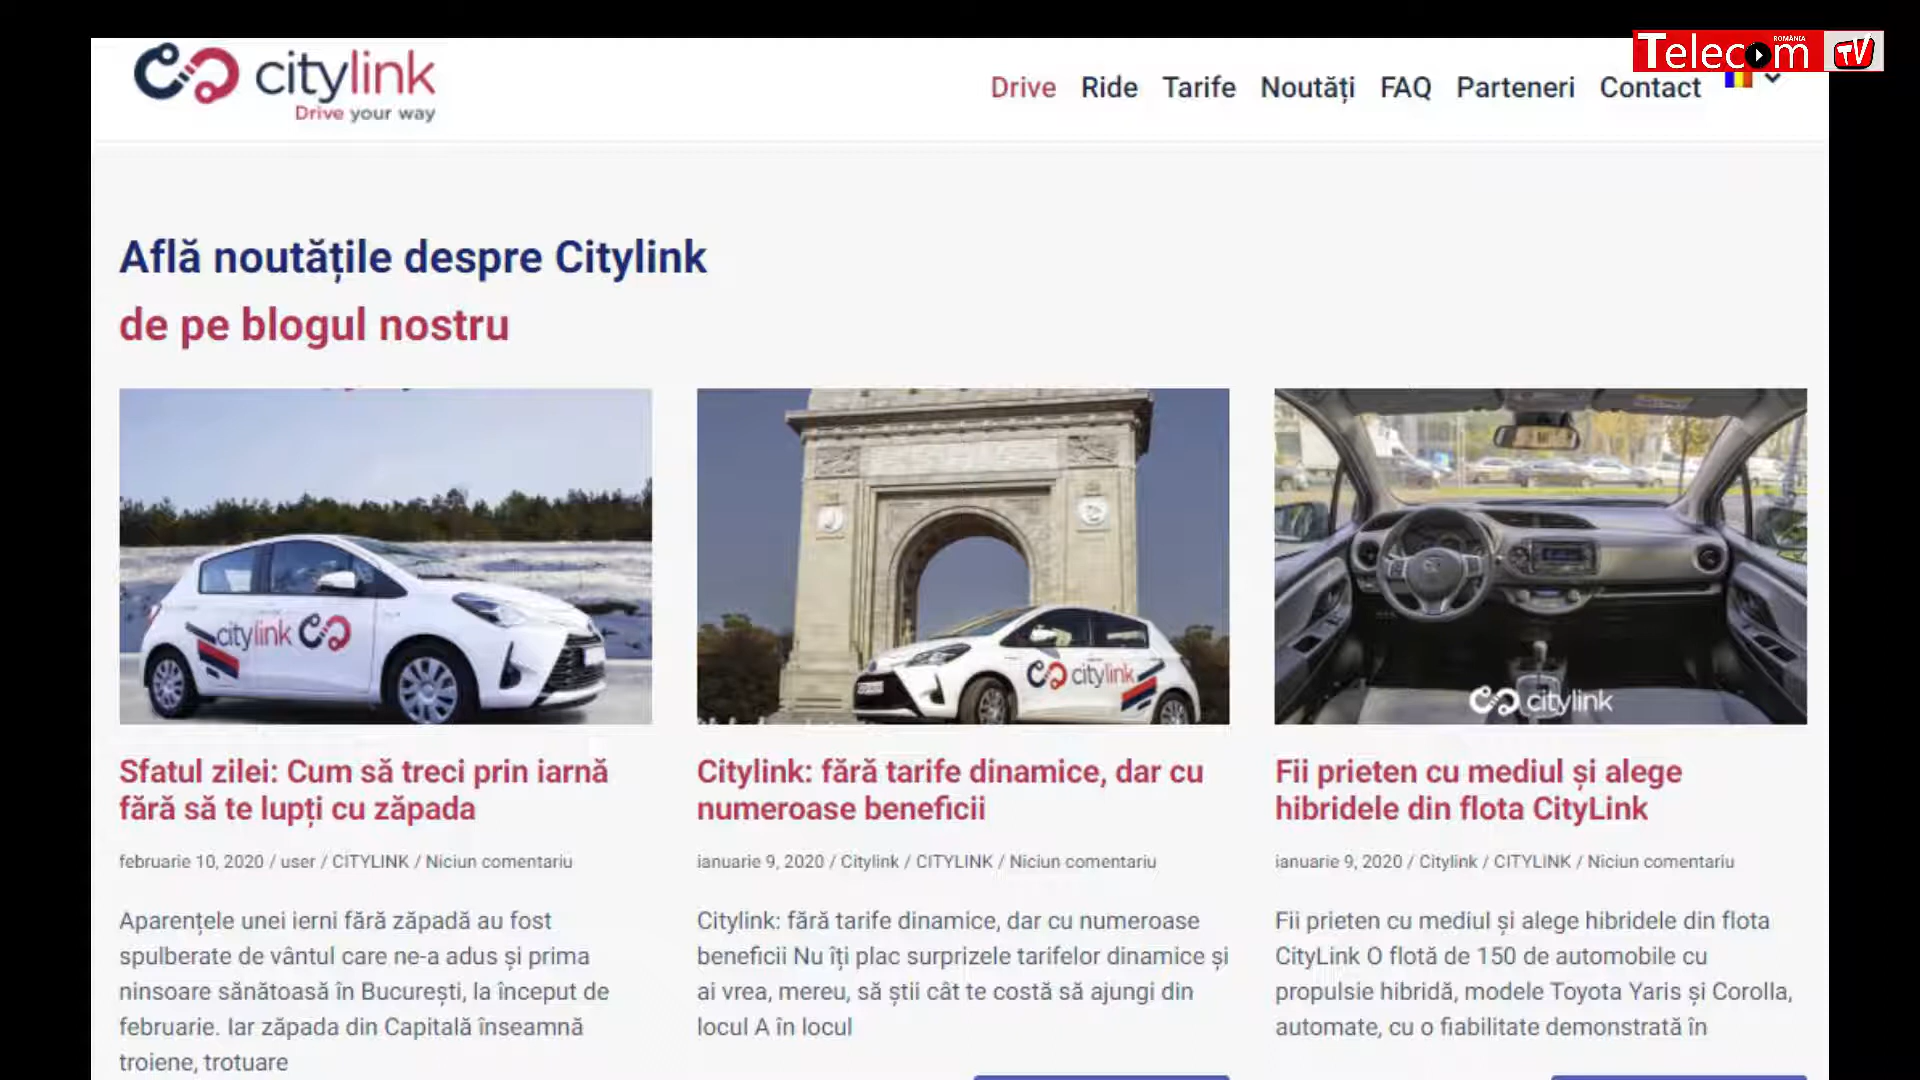 ROMÂNIA
Telecom TV
citylink
Drive your way
Drive Ride Tarife Noutăți FAQ Parteneri Contact
Află noutățile despre Citylink
de pe blogul nostru
citylink
citylink
citylink
Sfatul zilei: Cum să treci prin iarnă
fără să te lupți cu zăpada
februarie 10, 2020 / user / CITYLINK / Niciun comentariu
Aparențele unei ierni fără zăpadă au fost
spulberate de vântul care ne-a adus și prima
ninsoare sănătoasă în București, la început de
februarie. Iar zăpada din Capitală înseamnă
troiene, trotuare
Citylink: fără tarife dinamice, dar cu
numeroase beneficii
ianuarie 9, 2020 / Citylink / CITYLINK / Niciun comentariu
Citylink: fără tarife dinamice, dar cu numeroase
beneficii Nu îți plac surprizele tarifelor dinamice și
ai vrea, mereu, să știi cât te costă să ajungi din
locul A în locul
Fii prieten cu mediul și alege
hibridele din flota CityLink
ianuarie 9, 2020 / Citylink / CITYLINK / Niciun comentariu
Fii prieten cu mediul și alege hibridele din flota
CityLink O flotă de 150 de automobile cu
propulsie hibridă, modele Toyota Yaris și Corolla,
automate, cu o fiabilitate demonstrată în